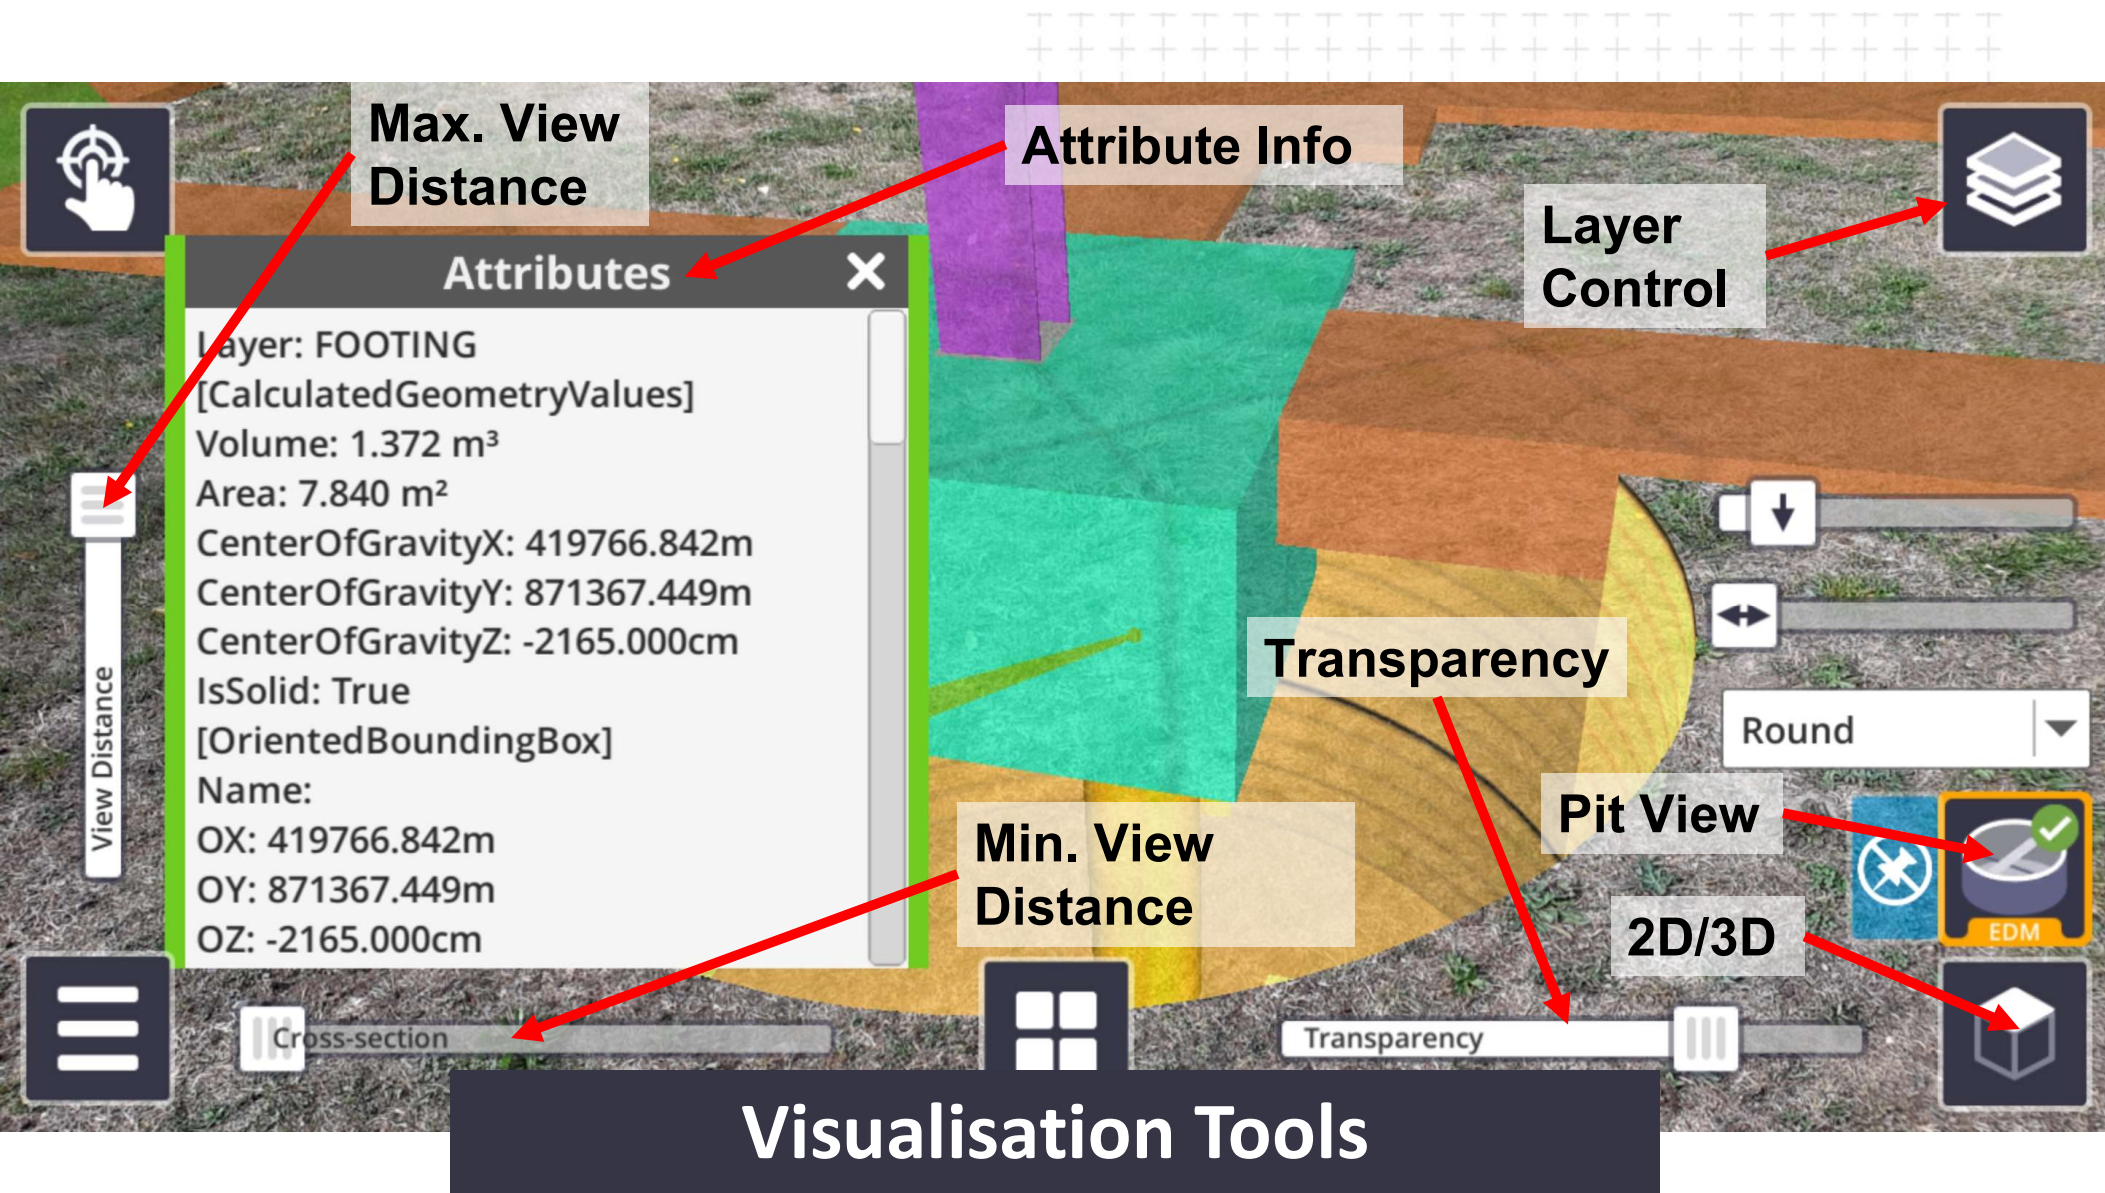 Max. View
Distance
Attribute Info
Layer
Control
Attributes
Layer: FOOTING
[CalculatedGeometryValues]
Volume: 1.372 m³
Area: 7.840 m²
CenterOfGravityX: 419766.842m
CenterOfGravityY: 871367.449m
CenterOfGravityZ: -2165.000cm
IsSolid: True
[OrientedBoundingBox]
Name:
OX: 419766.842m
OY: 871367.449m
OZ: -2165.000cm
View Distance
Transparency
Round
Pit View
Min. View
Distance
2D/3D
EDM
Cross-section
Transparency
Visualisation Tools